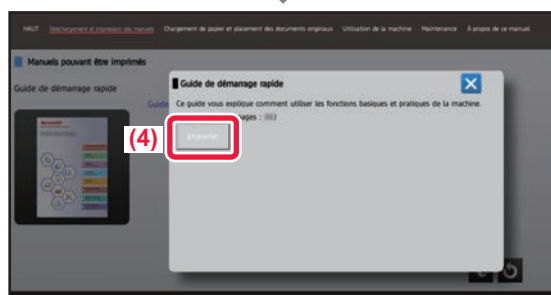 HAUT Téléchargement et impression des manuels Chargement de papier et placement des documents originaux Utilisation de la machine Maintenance À propos de ce manuel
Manuels pouvant être imprimés
Guide de démarrage rapide
Guide
Guide de démarrage rapide
Ce guide vous explique comment utiliser les fonctions basiques et pratiques de la machine.
pages :
(4)
Imprimer